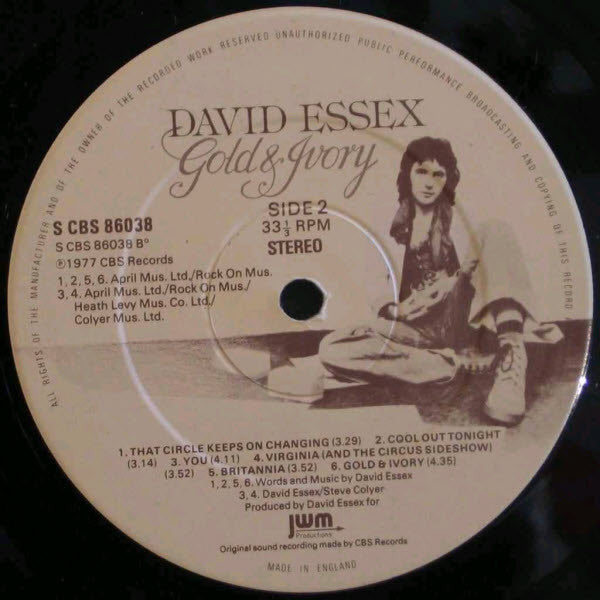 ALL RIGHTS OF THE MANUFACTURER AND OF THE OWNER OF THE RECORDED WORK RESERVED UNAUTHORIZED PUBLIC PERFORMANCE BROADCASTING AND COPYING OF THIS RECORD
DAVID ESSEX
Gold & Ivory
SIDE 2
33 1/3 RPM
STEREO
S CBS 86038
S CBS 86038 B°
Ⓟ1977 CBS Records
1, 2, 5, 6. April Mus. Ltd./Rock On Mus.
3, 4. April Mus. Ltd./Rock On Mus./
Heath Levy Mus. Co. Ltd./
Colyer Mus. Ltd.
1. THAT CIRCLE KEEPS ON CHANGING (3.29) 2. COOL OUT TONIGHT
(3.14) 3. YOU (4.11) 4. VIRGINIA (AND THE CIRCUS SIDESHOW)
(3.52) 5. BRITANNIA (3.52) 6. GOLD & IVORY (4.35)
1, 2, 5, 6. Words and Music by David Essex
3, 4. David Essex/Steve Colyer
Produced by David Essex for
jwm
Productions
Original sound recording made by CBS Records
MADE IN ENGLAND